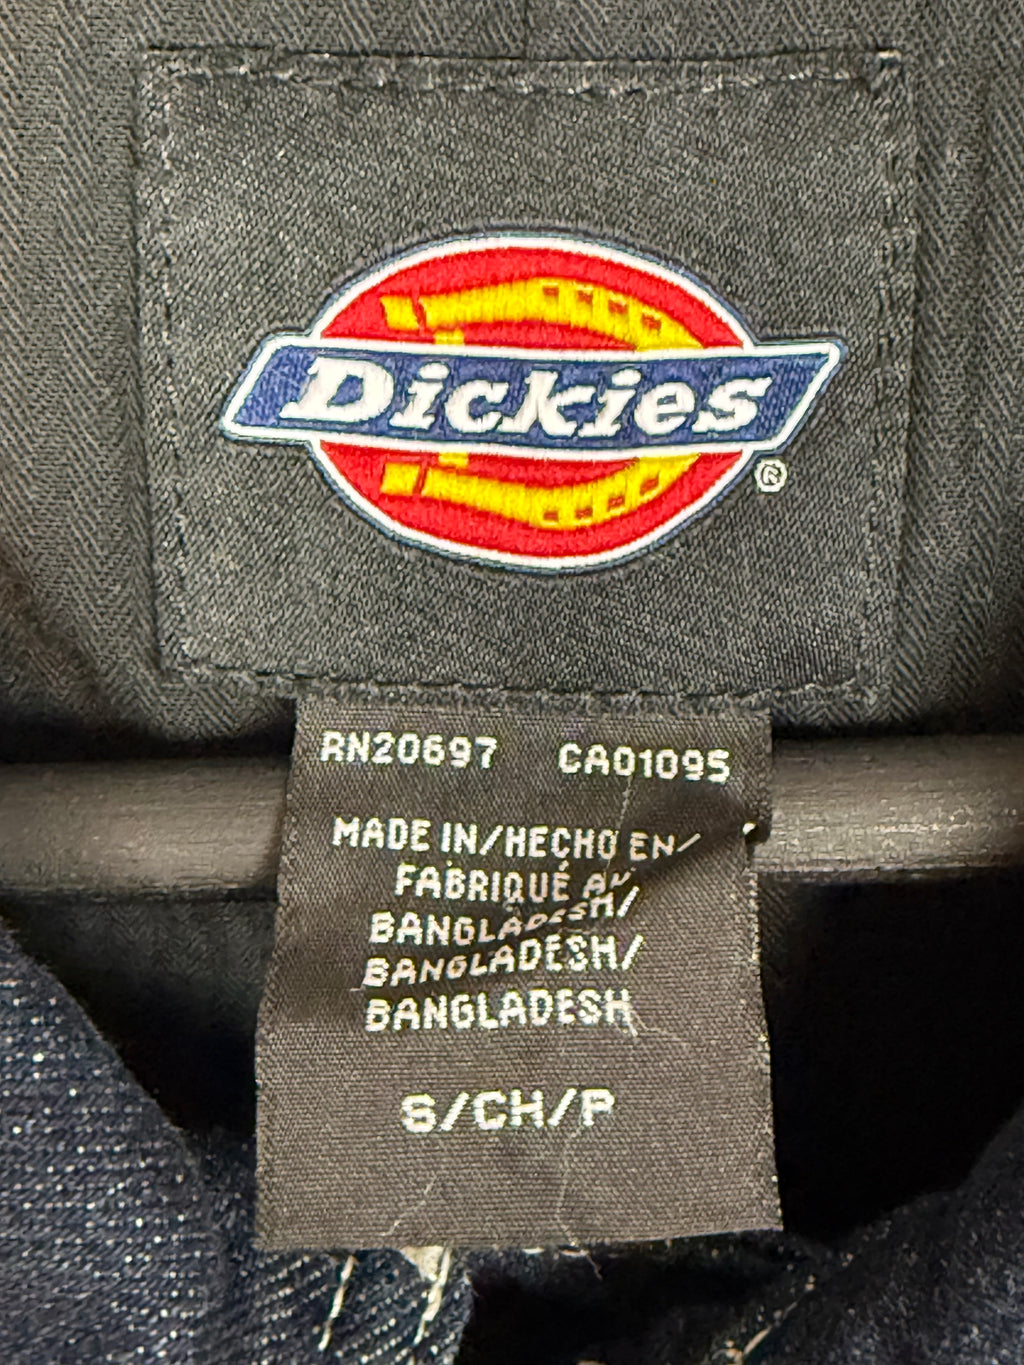 Dickies
®
RN20697 CA01095
MADE IN/HECHO EN/
FABRIQUÉ AU
BANGLADESH/
BANGLADESH/
BANGLADESH
S/CH/P